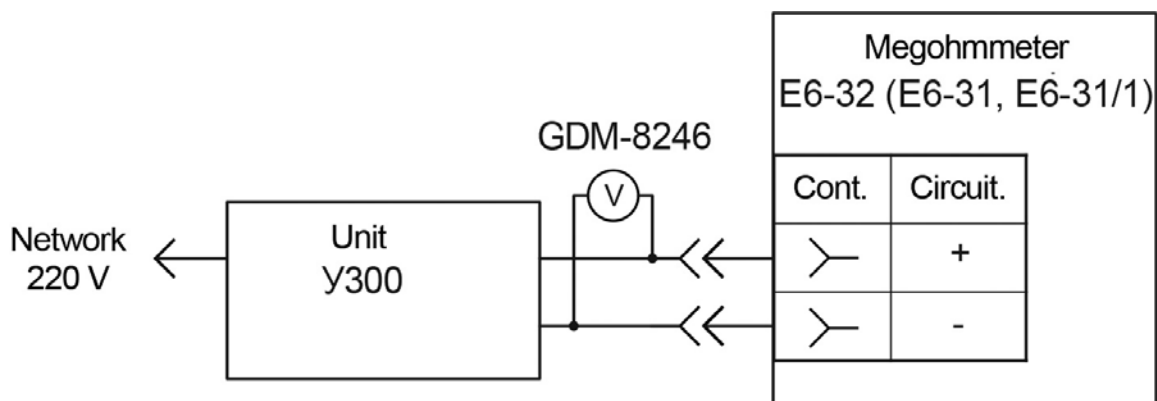 Megohmmeter
E6-32 (E6-31, E6-31/1)
GDM-8246
V
Cont.
Circuit.
Network
220 V
Unit
У300
+
-